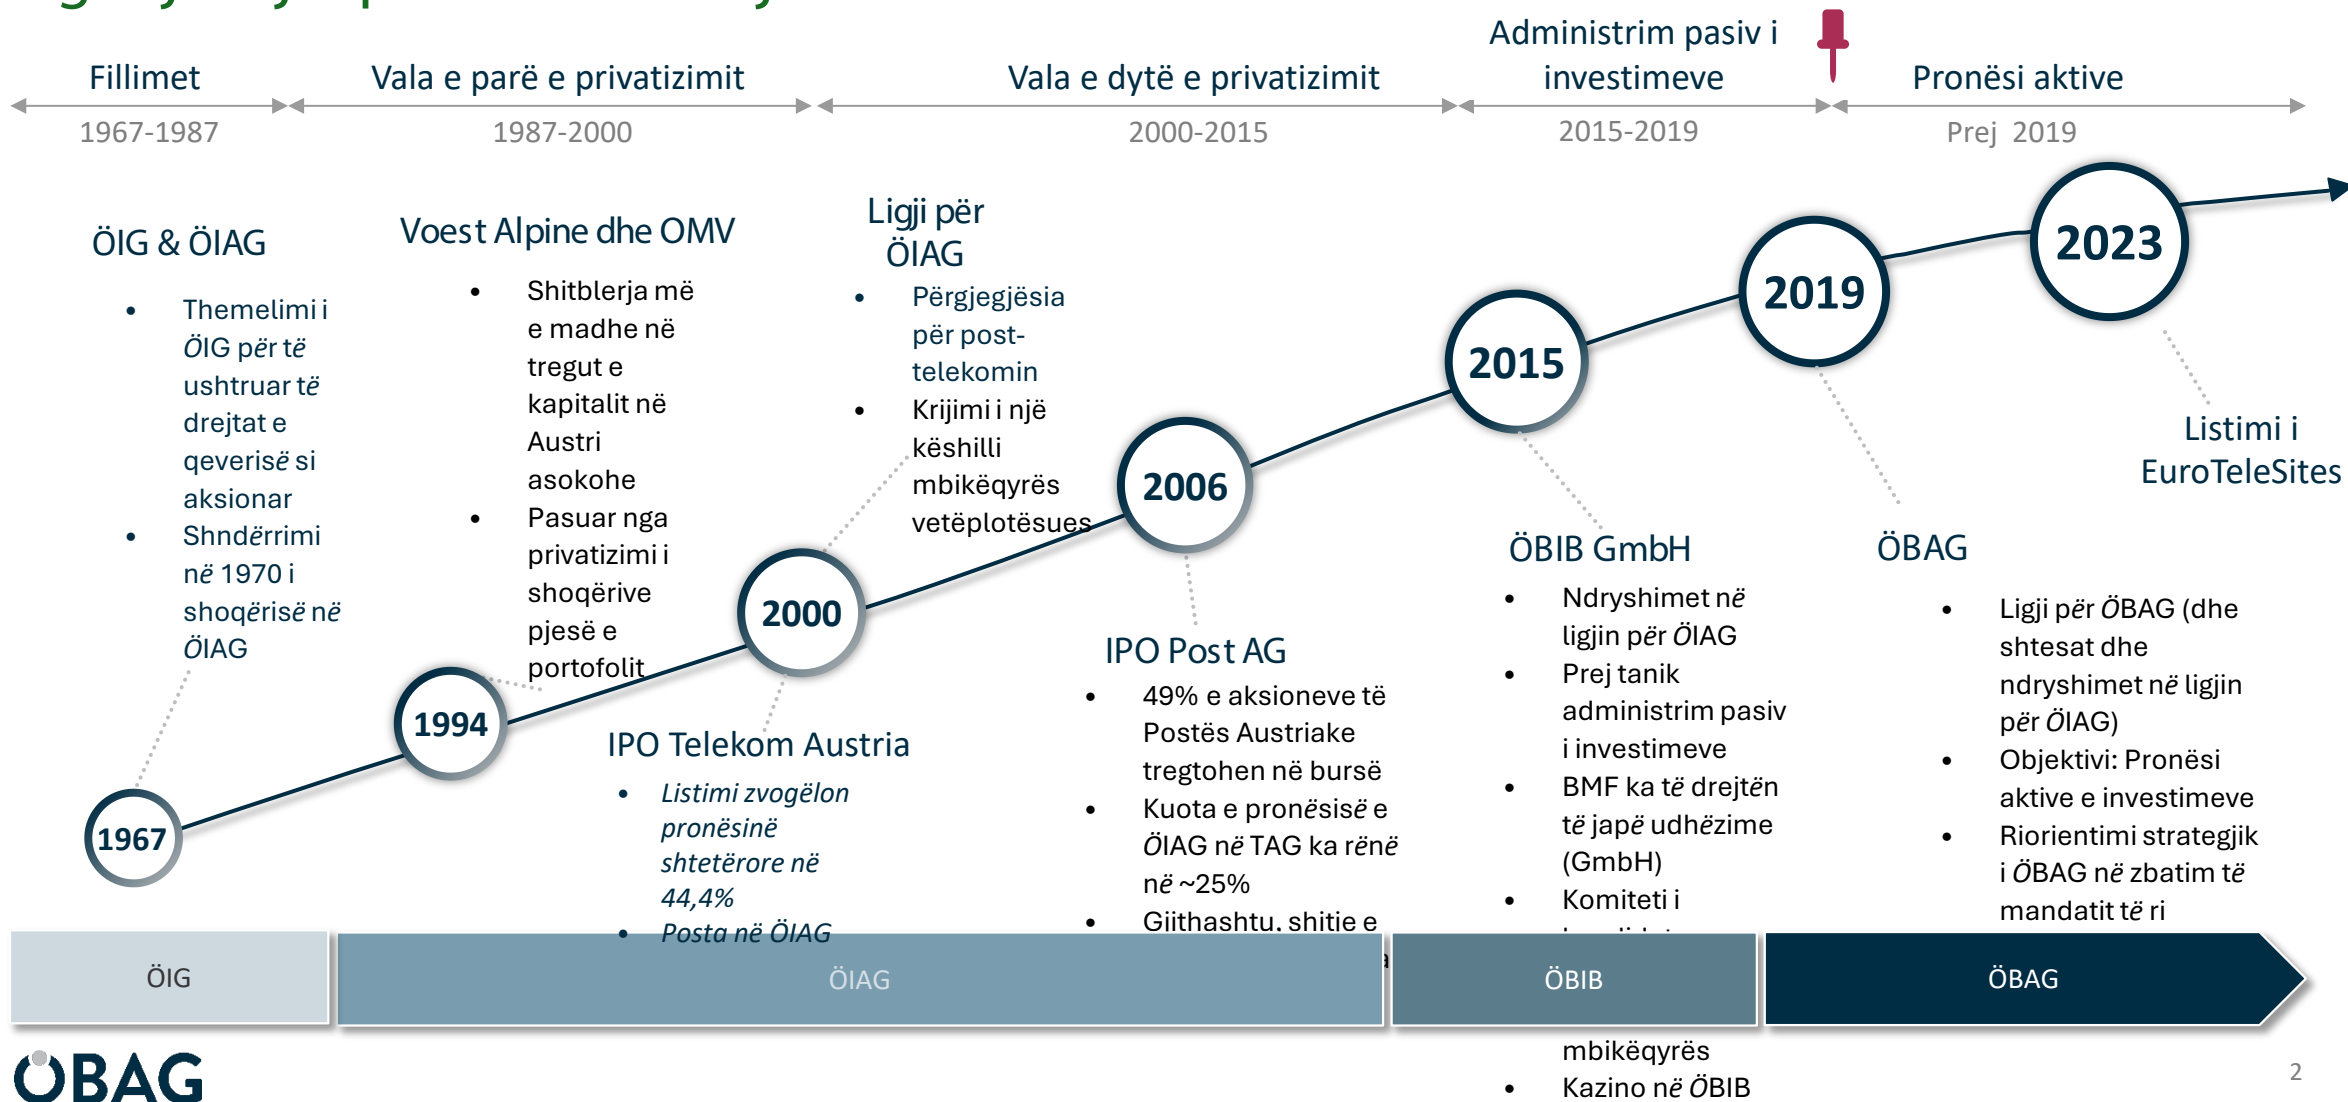 Administrim pasiv i
investimeve
Fillimet
Vala e parë e privatizimit
Vala e dytë e privatizimit
Pronësi aktive
1967-1987
1987-2000
2000-2015
2015-2019
Prej 2019
ÖIG & ÖIAG
• Themelimi i
ÖIG për të
ushtruar të
drejtat e
qeverisë si
aksionar
• Shndërrimi
në 1970 i
shoqërisë në
ÖIAG
1967
Voest Alpine dhe OMV
• Shitblerja më
e madhe në
tregut e
kapitalit në
Austri
asokohe
• Pasuar nga
privatizimi i
shoqërive
pjesë e
portofolit
1994
Ligji për
ÖIAG
• Përgjegjësia
për post-
telekomin
• Krijimi i një
këshilli
mbikëqyrës
vetëplotësues
2000
IPO Telekom Austria
• Listimi zvogëlon
pronësinë
shtetërore në
44,4%
• Posta në ÖIAG
2006
IPO Post AG
• 49% e aksioneve të
Postës Austriake
tregtohen në bursë
• Kuota e pronësisë e
ÖIAG në TAG ka rënë
në ~25%
• Gjithashtu, shitje e
2015
ÖBIB GmbH
• Ndryshimet në
ligjin për ÖIAG
• Prej tanik
administrim pasiv
i investimeve
• BMF ka të drejtën
të japë udhëzime
(GmbH)
• Komiteti i
mbikëqyrës
• Kazino në ÖBIB
2019
ÖBAG
• Ligji për ÖBAG (dhe
shtesat dhe
ndryshimet në ligjin
për ÖIAG)
• Objektivi: Pronësi
aktive e investimeve
• Riorientimi strategjik
i ÖBAG në zbatim të
mandatit të ri
2023
Listimi i
EuroTeleSites
ÖIG
ÖIAG
ÖBIB
ÖBAG
ÖBAG
2